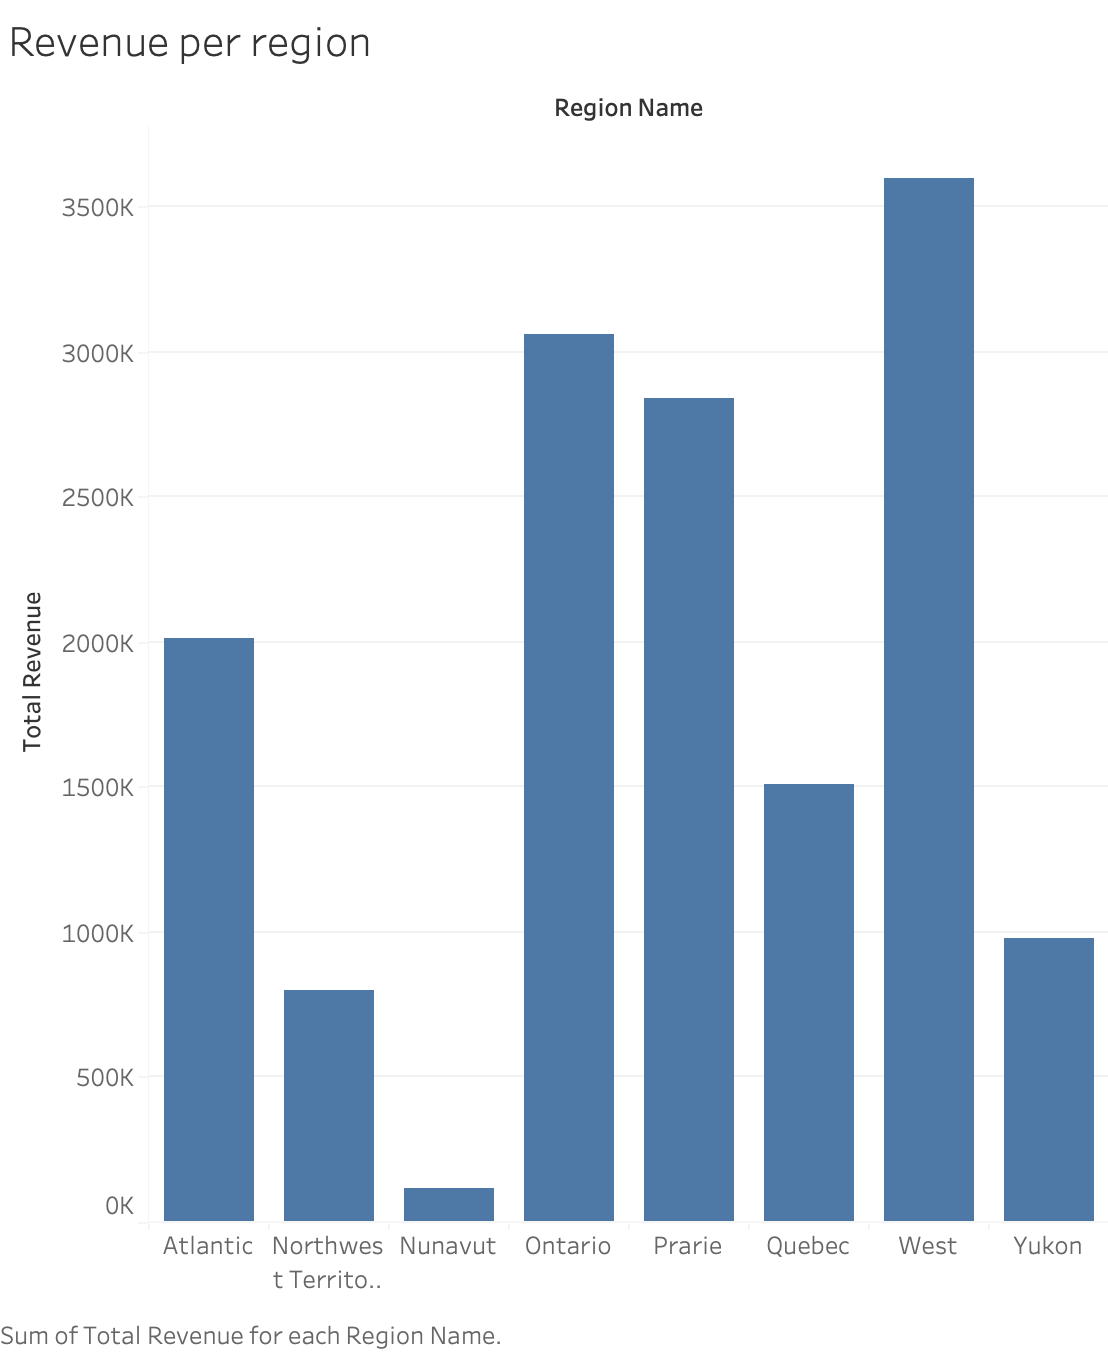 Revenue per region
Region Name
3500K
3000K
2500K
2000K
1500K
1000K
500K
0K
Total Revenue
Atlantic Northwes Nunavut Ontario Prarie Quebec West Yukon
t Territo..
Sum of Total Revenue for each Region Name.